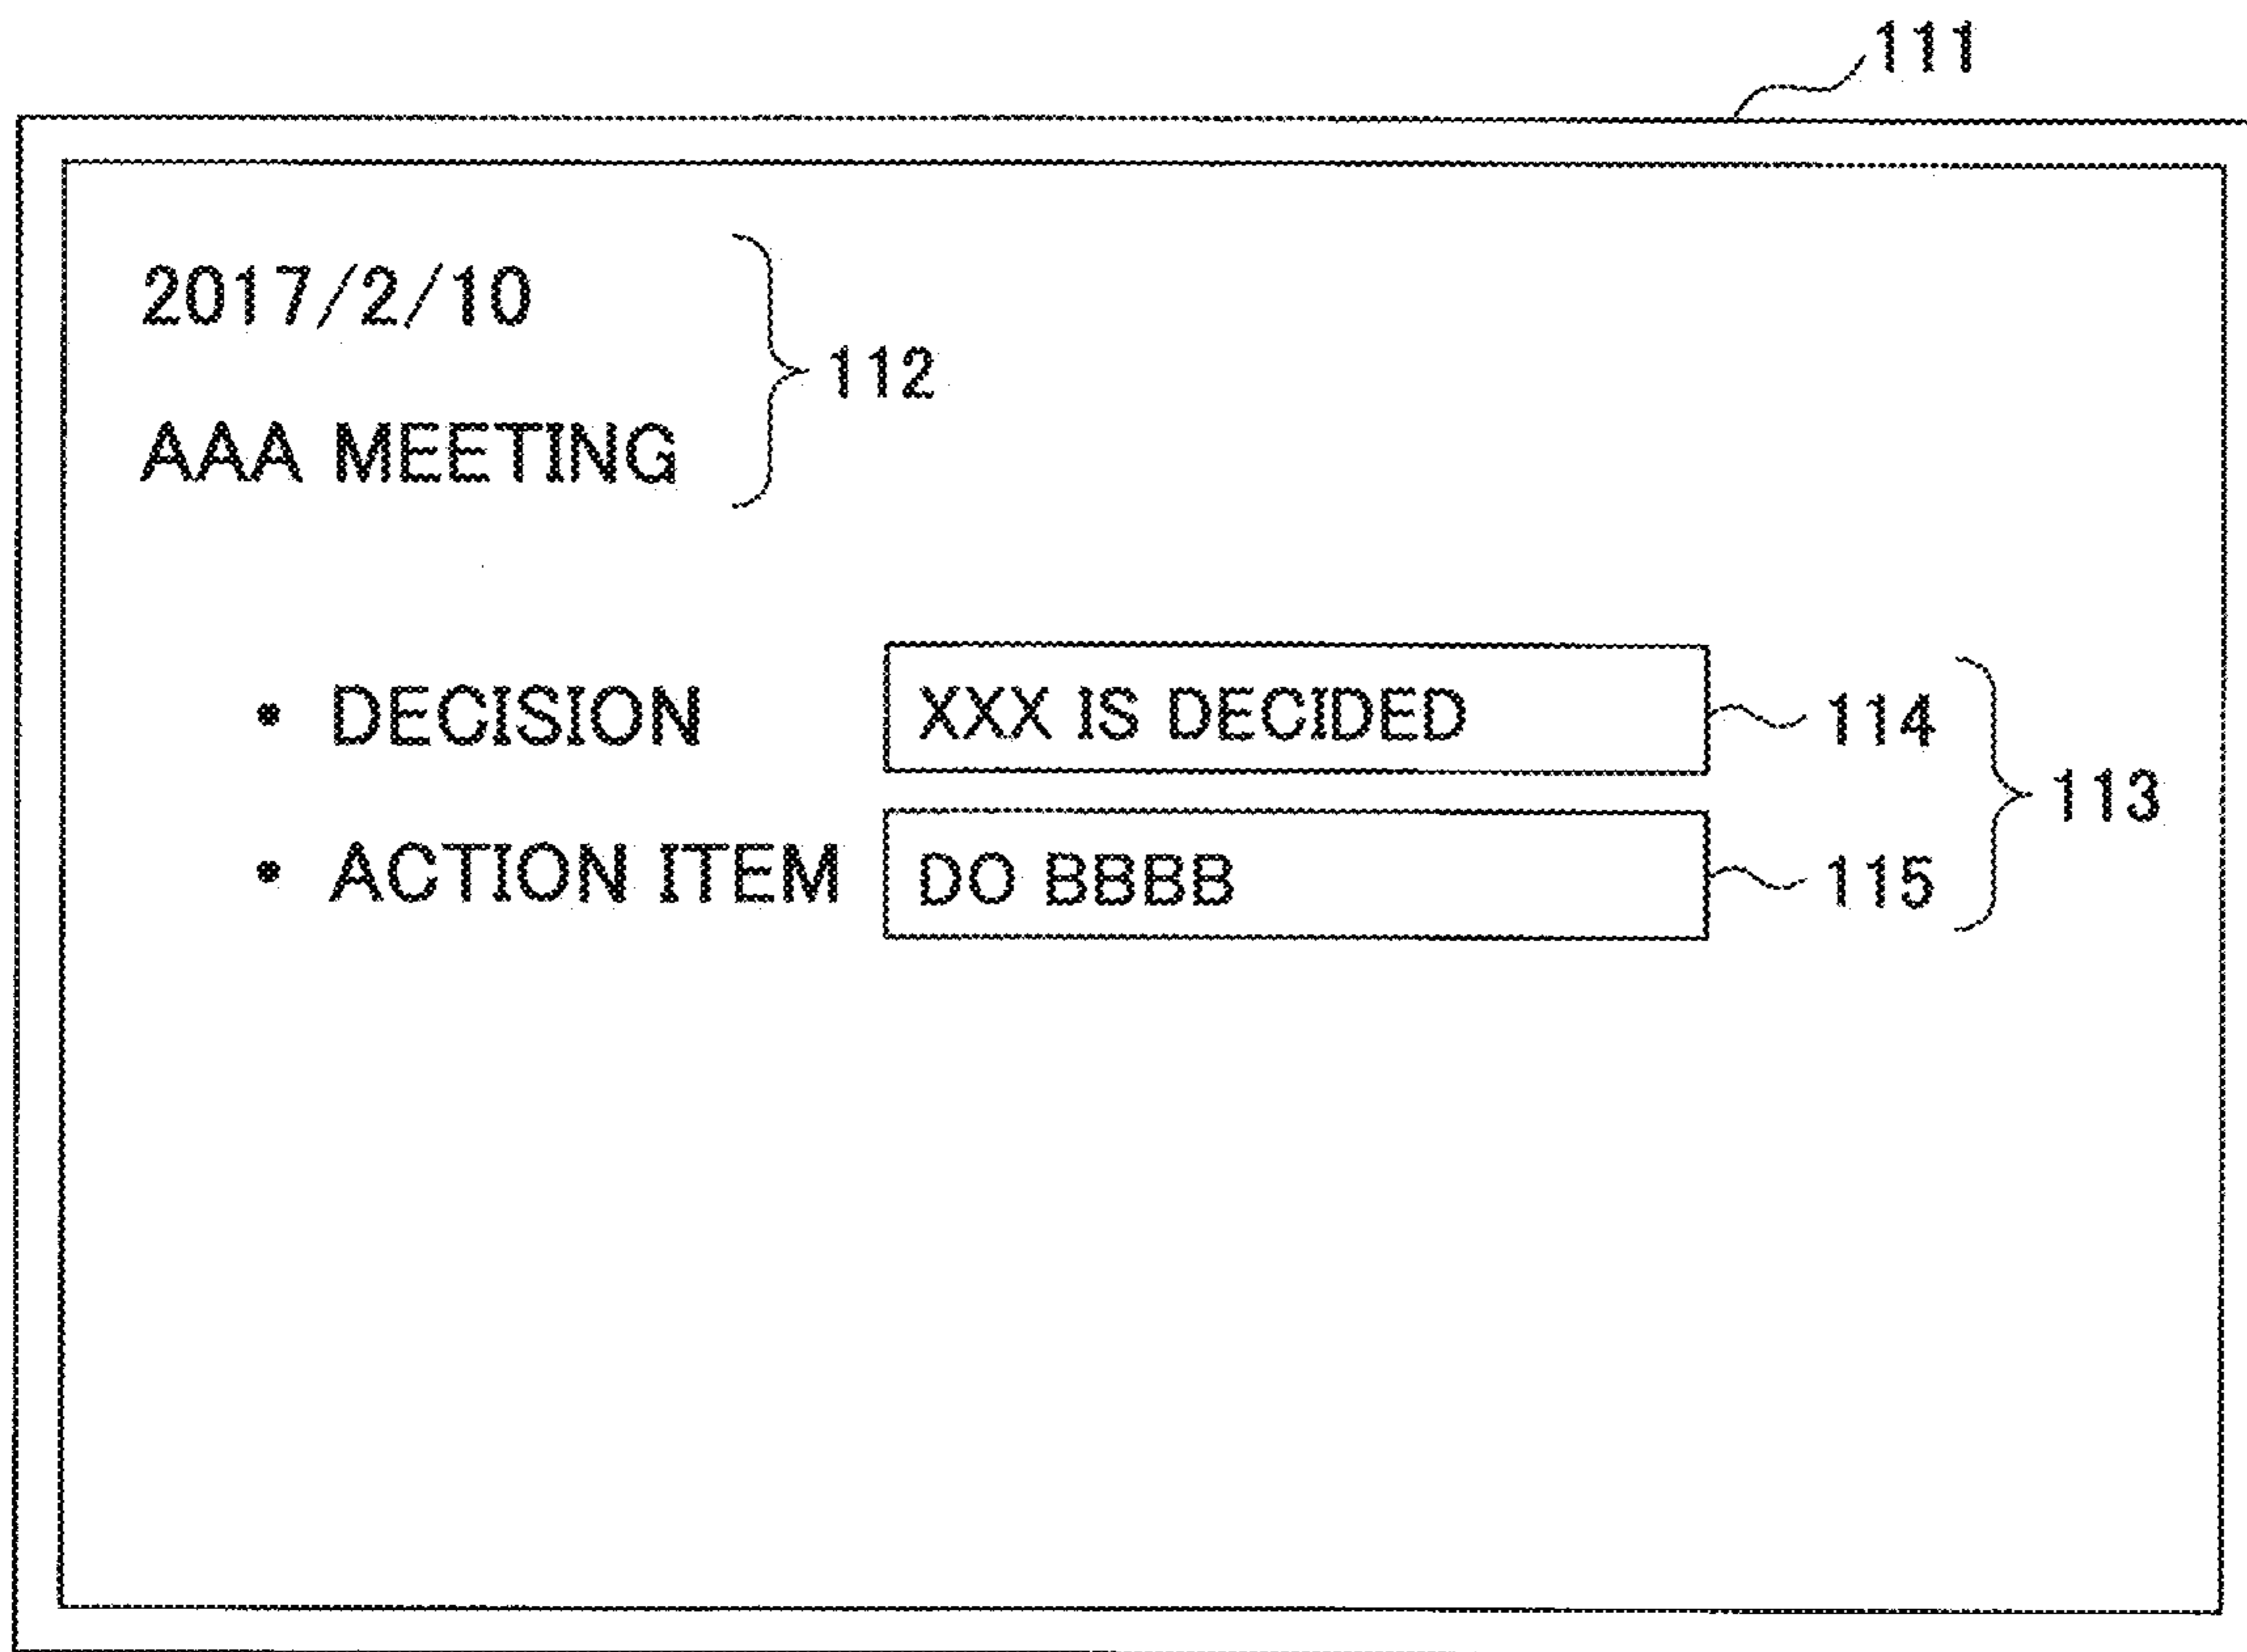 111
2017/2/10
112
AAA MEETING
• DECISION XXX IS DECIDED 114
113
• ACTION ITEM DO BBBB 115